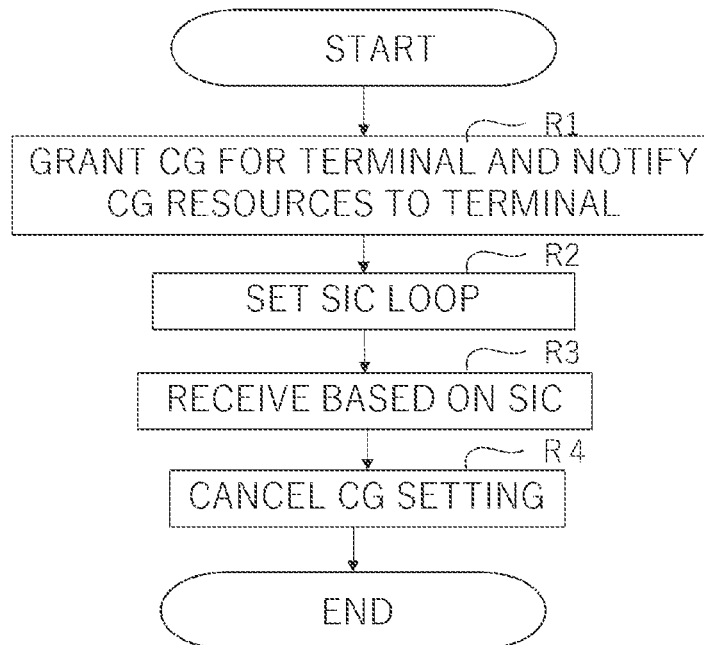 START
R1
GRANT CG FOR TERMINAL AND NOTIFY
CG RESOURCES TO TERMINAL
R2
SET SIC LOOP
R3
RECEIVE BASED ON SIC
R4
CANCEL CG SETTING
END